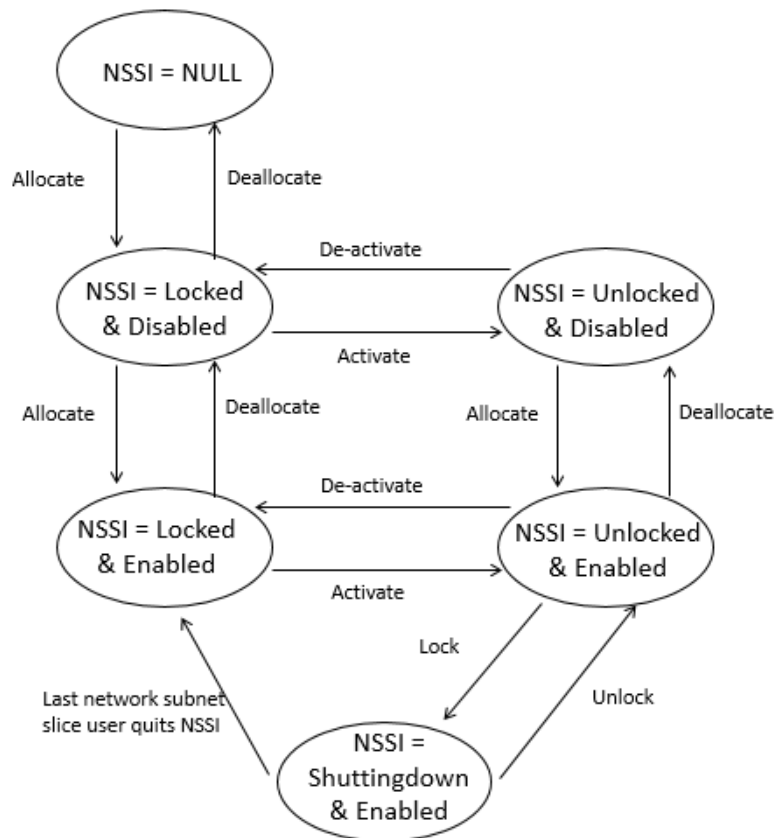 NSSI = NULL
Allocate
Deallocate
De-activate
NSSI = Locked
& Disabled
NSSI = Unlocked
& Disabled
Activate
Allocate
Deallocate
Allocate
Deallocate
De-activate
NSSI = Locked
& Enabled
NSSI = Unlocked
& Enabled
Activate
Lock
Last network subnet
slice user quits NSSI
Unlock
NSSI =
Shuttingdown
& Enabled